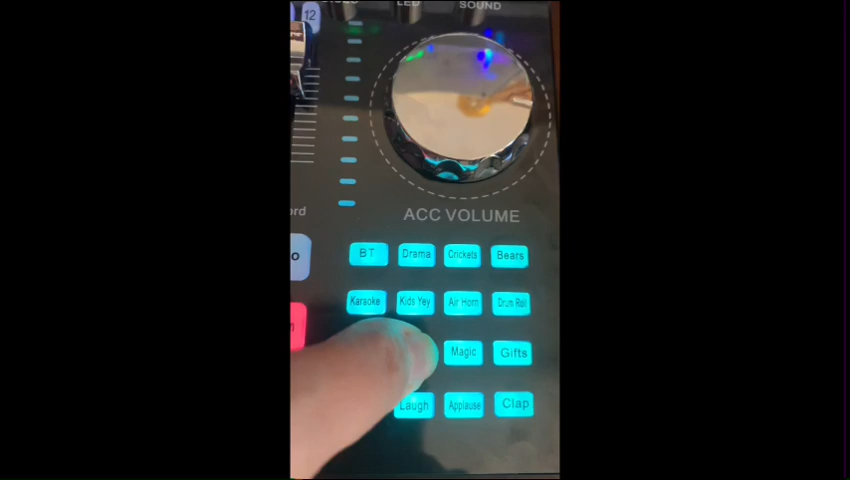 LED
SOUND
12
ord
ACC VOLUME
o
BT Drama Crickets Bears
Karaoke Kids Yey Air Horn Drum Roll
Magic Gifts
Laugh Applause Clap